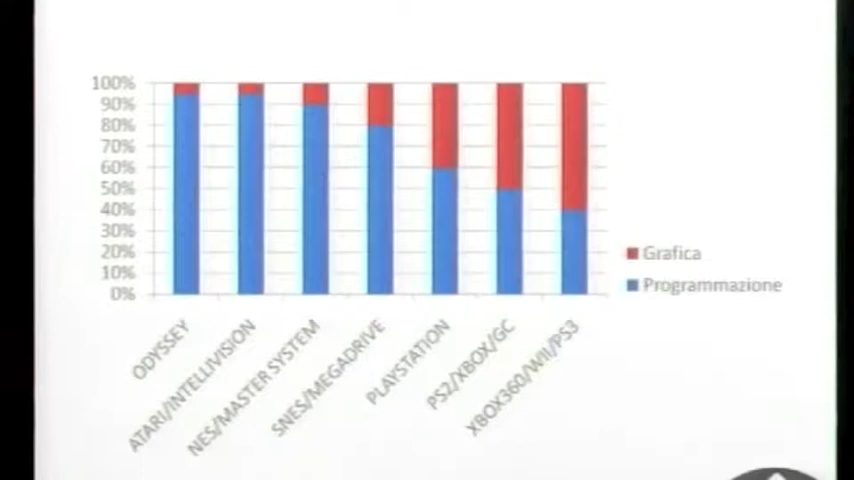 100%
90%
80%
70%
60%
50%
40%
30%
20%
10%
0%
Grafica
Programmazione
ODYSSEY
ATARI/INTELLIVISION
NES/MASTER SYSTEM
SNES/MEGADRIVE
PLAYSTATION
PS2/XBOX/GC
XBOX360/WII/PS3